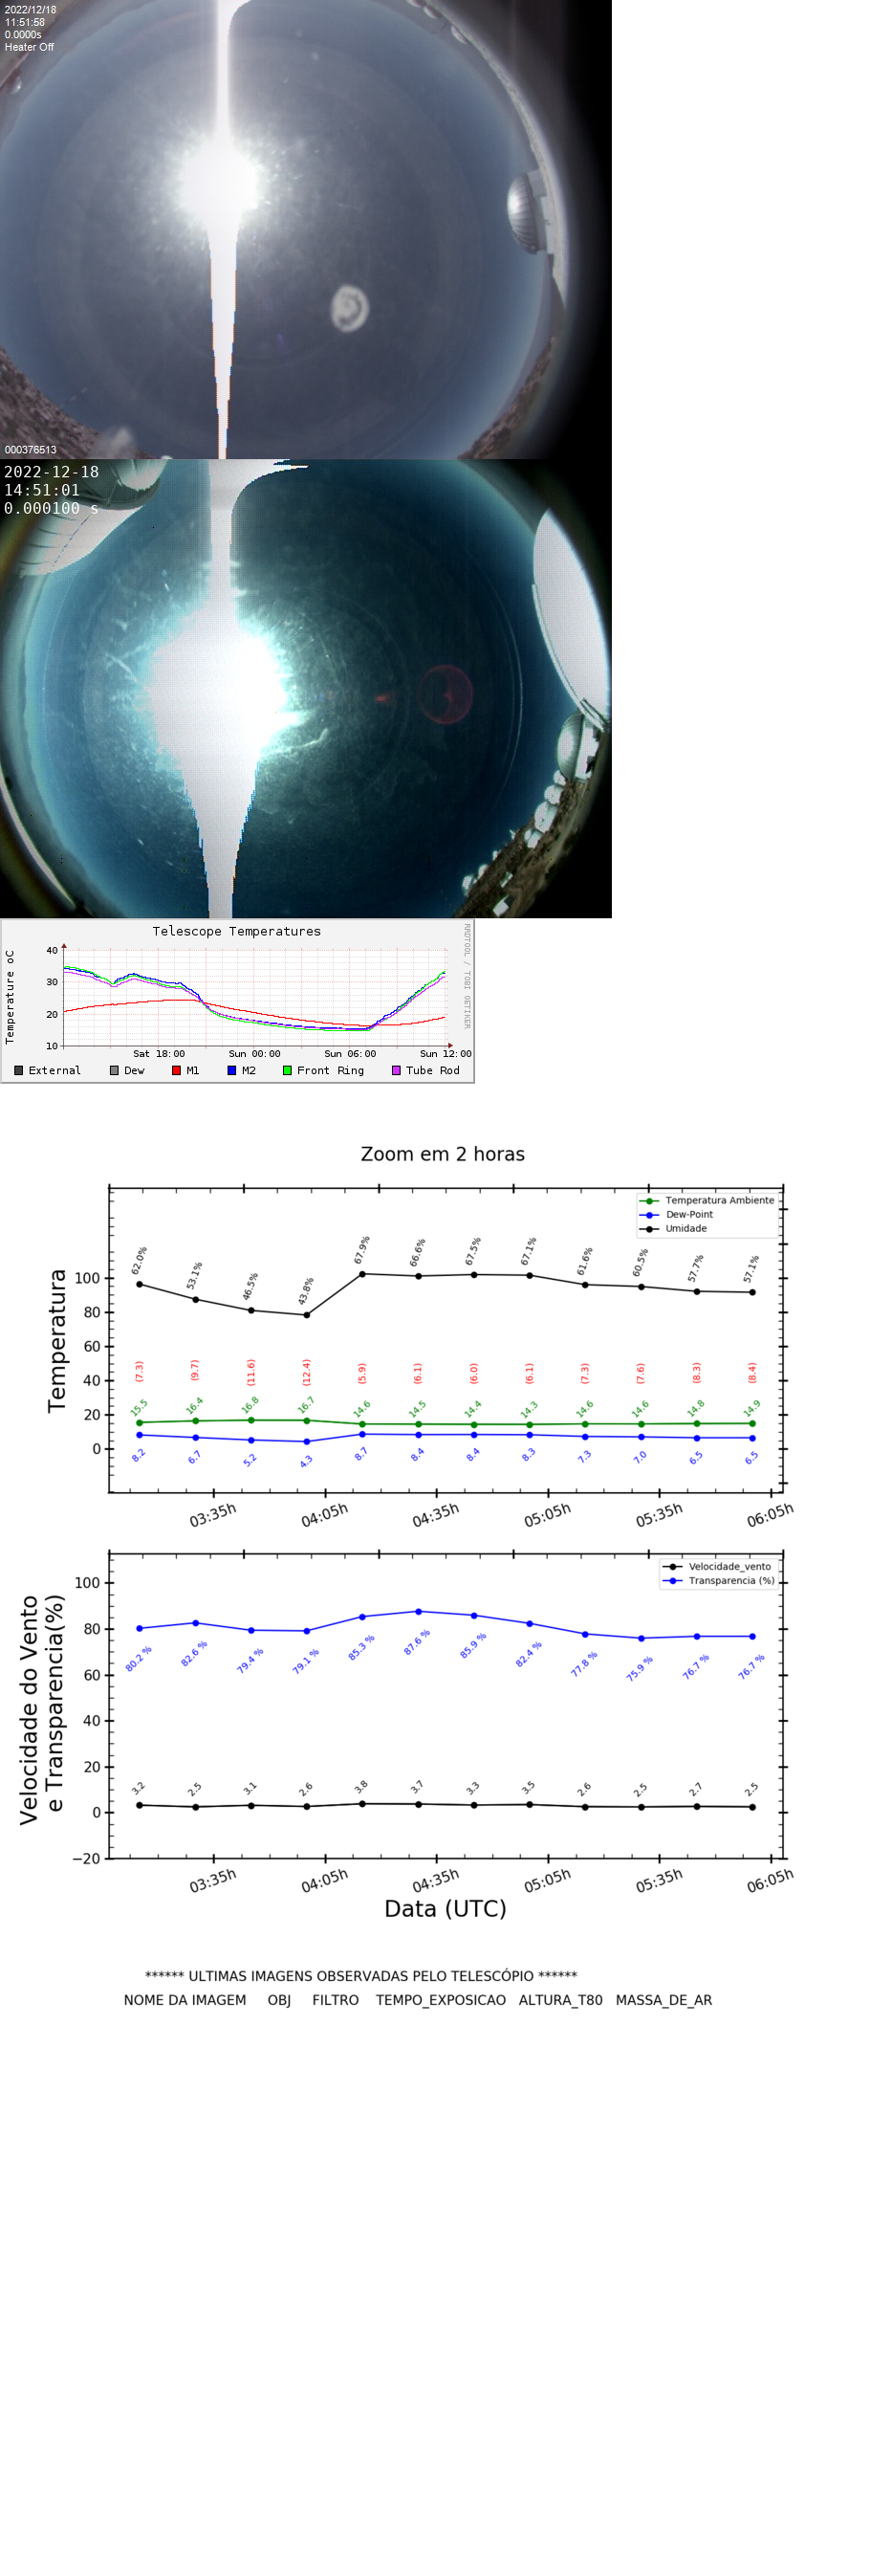 2022/12/18
11:51:58
0.0000s
Heater Off
000376513
2022-12-18
14:51:01
0.000100 s
Telescope Temperatures
RRDTOOL / TOBI OETIKER
Temperature oC
40
30
20
10
Sat 18:00 Sun 00:00 Sun 06:00 Sun 12:00
External Dew M1 M2 Front Ring Tube Rod
Zoom em 2 horas
Temperatura Ambiente
Dew-Point
Umidade
Temperatura
100
80
60
40
20
0
62.0% 53.1% 46.5% 43.8% 67.9% 66.6% 67.5% 67.1% 61.6% 60.5% 57.7% 57.1%
(7.3) (9.7) (11.6) (12.4) (5.9) (6.1) (6.0) (6.1) (7.3) (7.6) (8.3) (8.4)
15.5 16.4 16.8 16.7 14.6 14.5 14.4 14.3 14.6 14.6 14.8 14.9
8.2 6.7 5.2 4.3 8.7 8.4 8.4 8.3 7.3 7.0 6.5 6.5
03:35h 04:05h 04:35h 05:05h 05:35h 06:05h
Velocidade_vento
Transparencia (%)
Velocidade do Vento
e Transparencia(%)
100
80
60
40
20
0
−20
80.2 % 82.6 % 79.4 % 79.1 % 85.3 % 87.6 % 85.9 % 82.4 % 77.8 % 75.9 % 76.7 % 76.7 %
3.2 2.5 3.1 2.6 3.8 3.7 3.3 3.5 2.6 2.5 2.7 2.5
03:35h 04:05h 04:35h 05:05h 05:35h 06:05h
Data (UTC)
****** ULTIMAS IMAGENS OBSERVADAS PELO TELESCÓPIO ******
NOME DA IMAGEM OBJ FILTRO TEMPO_EXPOSICAO ALTURA_T80 MASSA_DE_AR